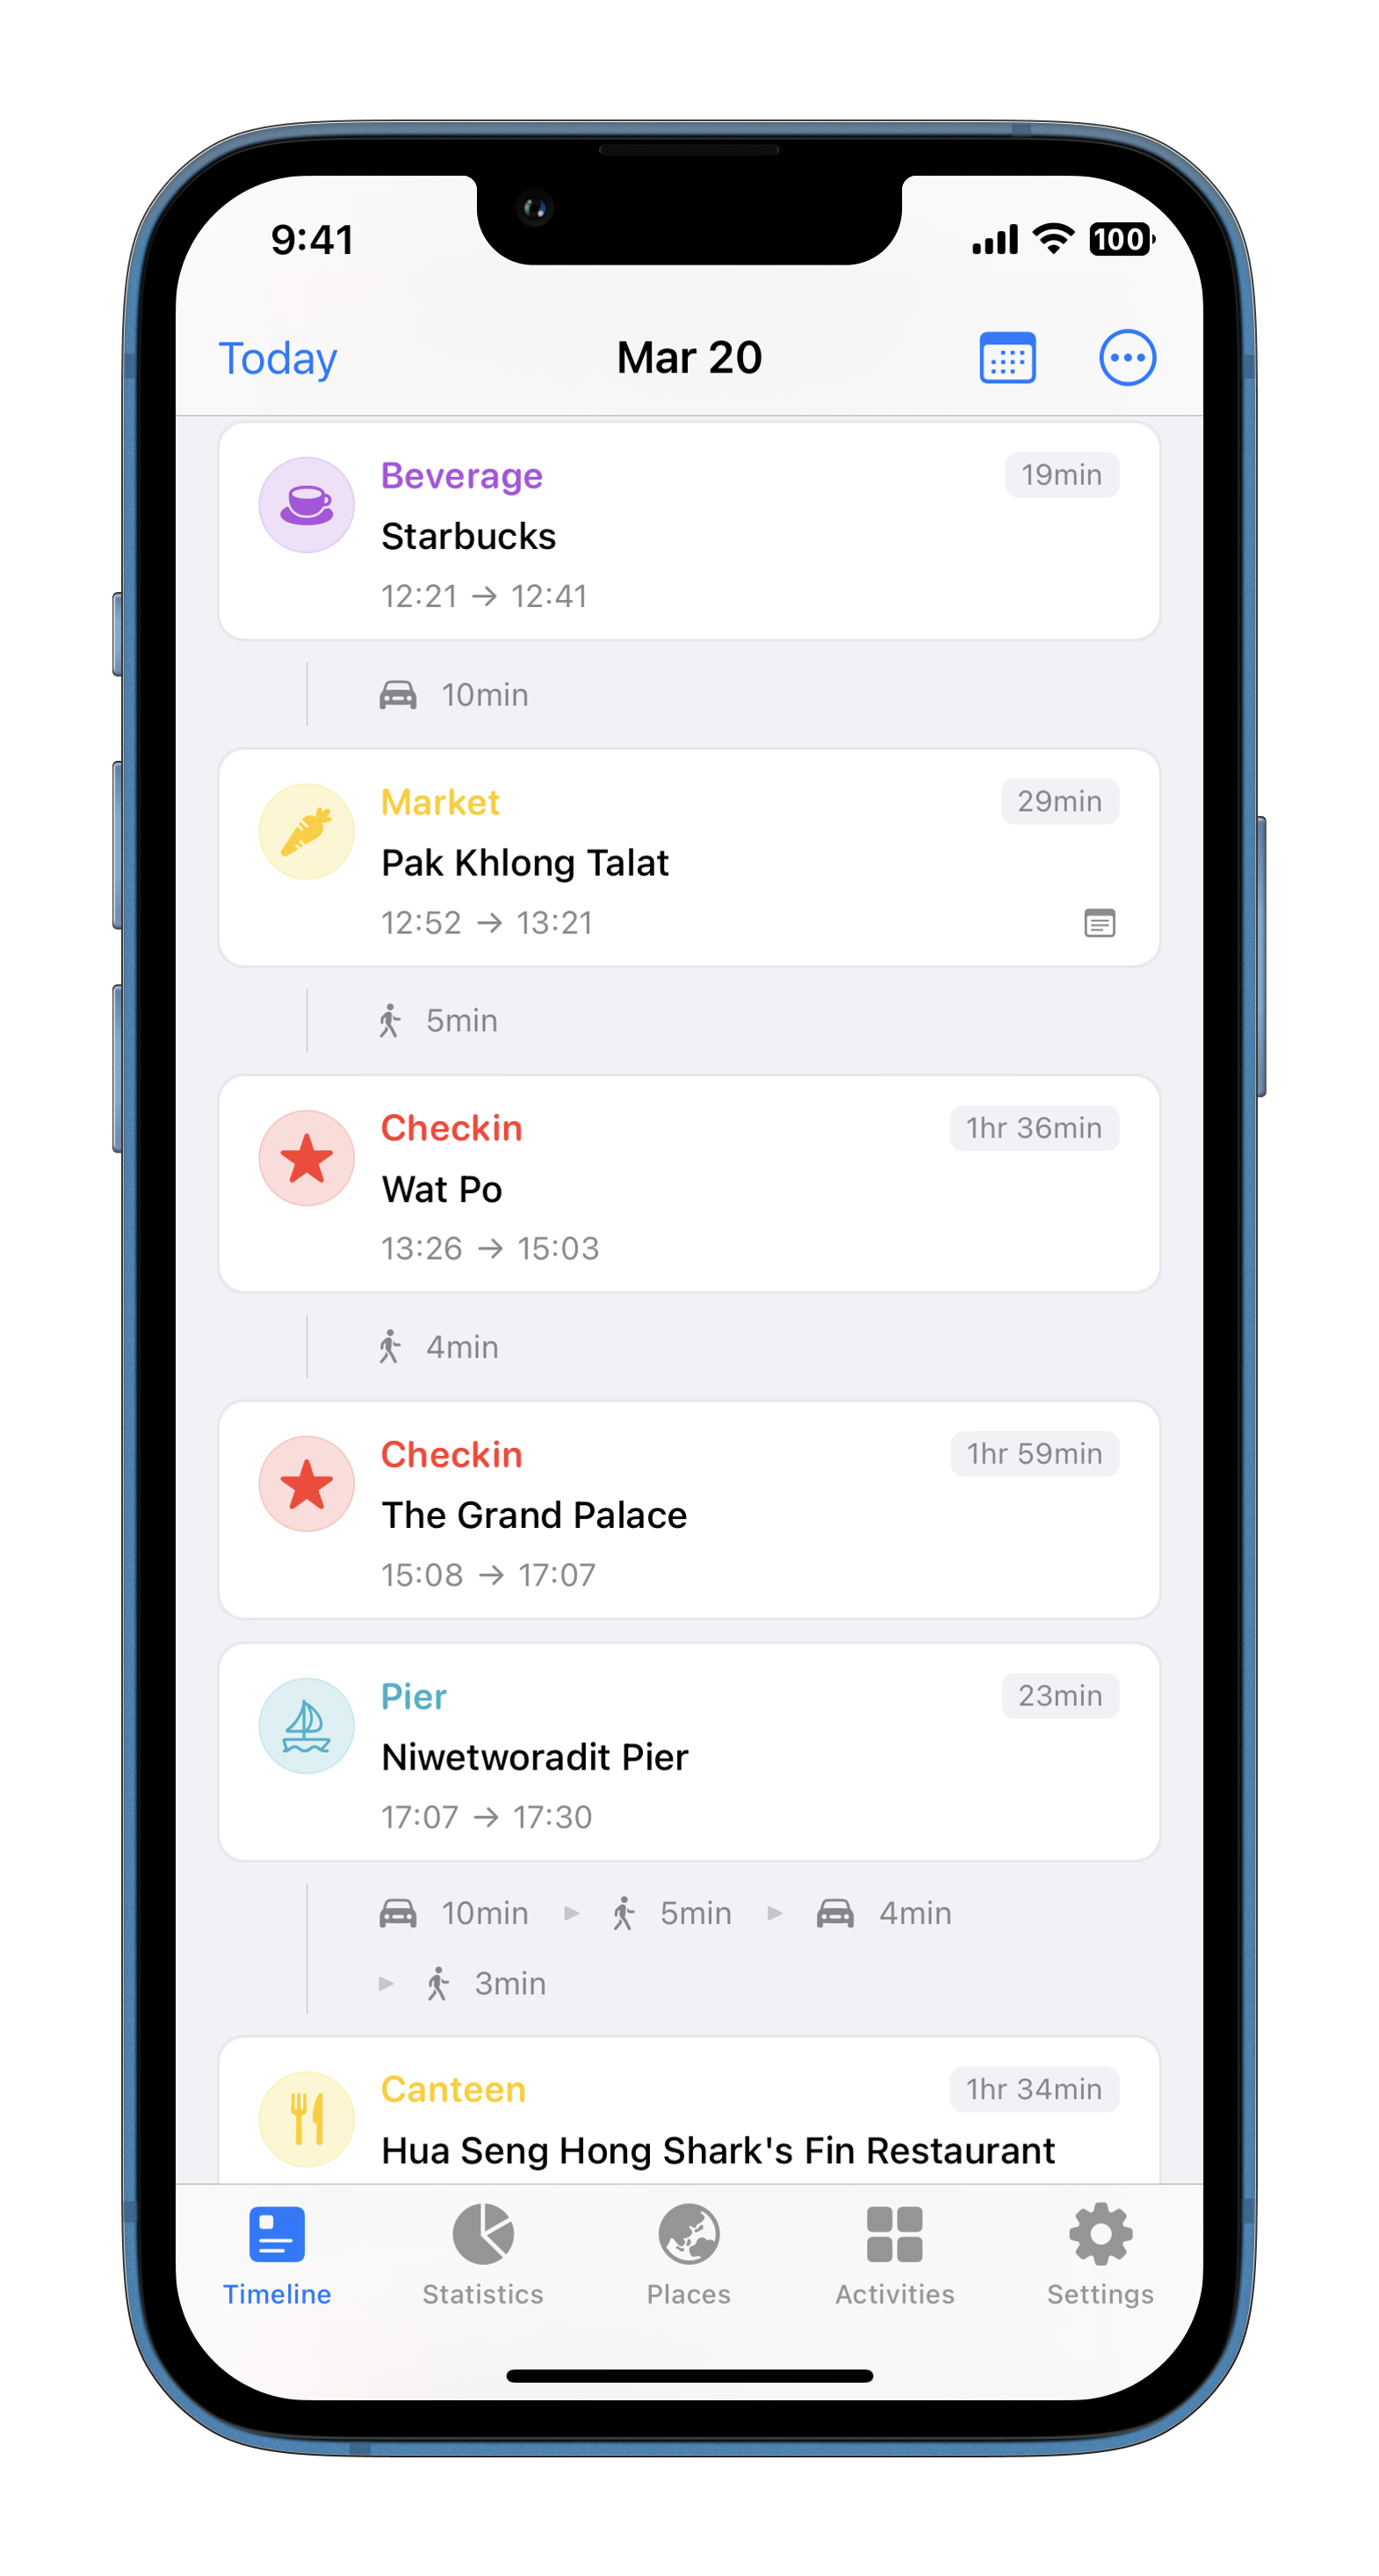 9:41
100
Today
Mar 20
Beverage
19min
Starbucks
12:21 → 12:41
10min
Market
29min
Pak Khlong Talat
12:52 → 13:21
5min
Checkin
1hr 36min
Wat Po
13:26 → 15:03
4min
Checkin
1hr 59min
The Grand Palace
15:08 → 17:07
Pier
23min
Niwetworadit Pier
17:07 → 17:30
10min ▸ 5min ▸ 4min
▸ 3min
Canteen
1hr 34min
Hua Seng Hong Shark's Fin Restaurant
Timeline
Statistics
Places
Activities
Settings